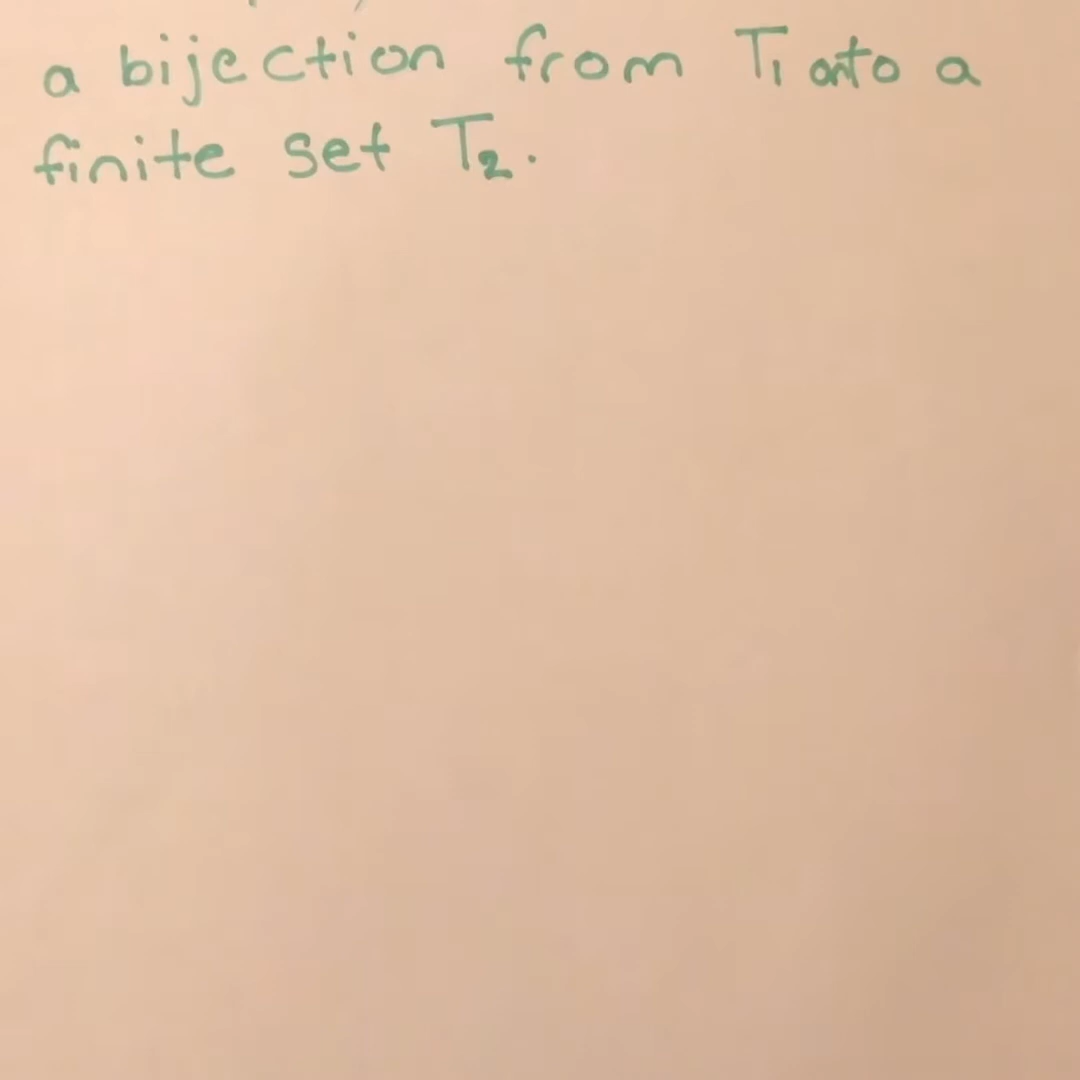 a bijection from T₁ onto a
finite set T₂.